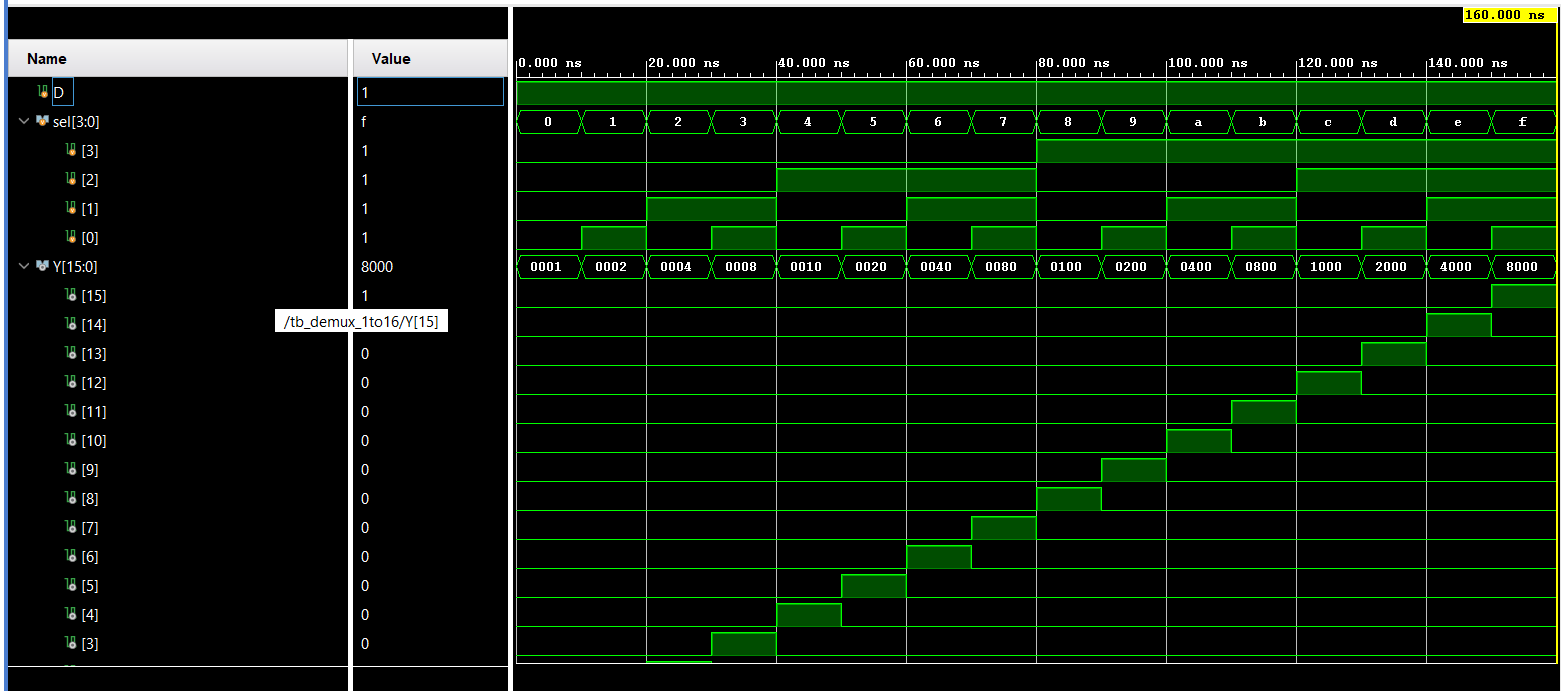 160.000 ns
Name Value
0.000 ns 20.000 ns 40.000 ns 60.000 ns 80.000 ns 100.000 ns 120.000 ns 140.000 ns
D 1
sel[3:0] f 0 1 2 3 4 5 6 7 8 9 a b c d e f
[3] 1
[2] 1
[1] 1
[0] 1
Y[15:0] 8000 0001 0002 0004 0008 0010 0020 0040 0080 0100 0200 0400 0800 1000 2000 4000 8000
[15] 1
[14] /tb_demux_1to16/Y[15]
[13] 0
[12] 0
[11] 0
[10] 0
[9] 0
[8] 0
[7] 0
[6] 0
[5] 0
[4] 0
[3] 0